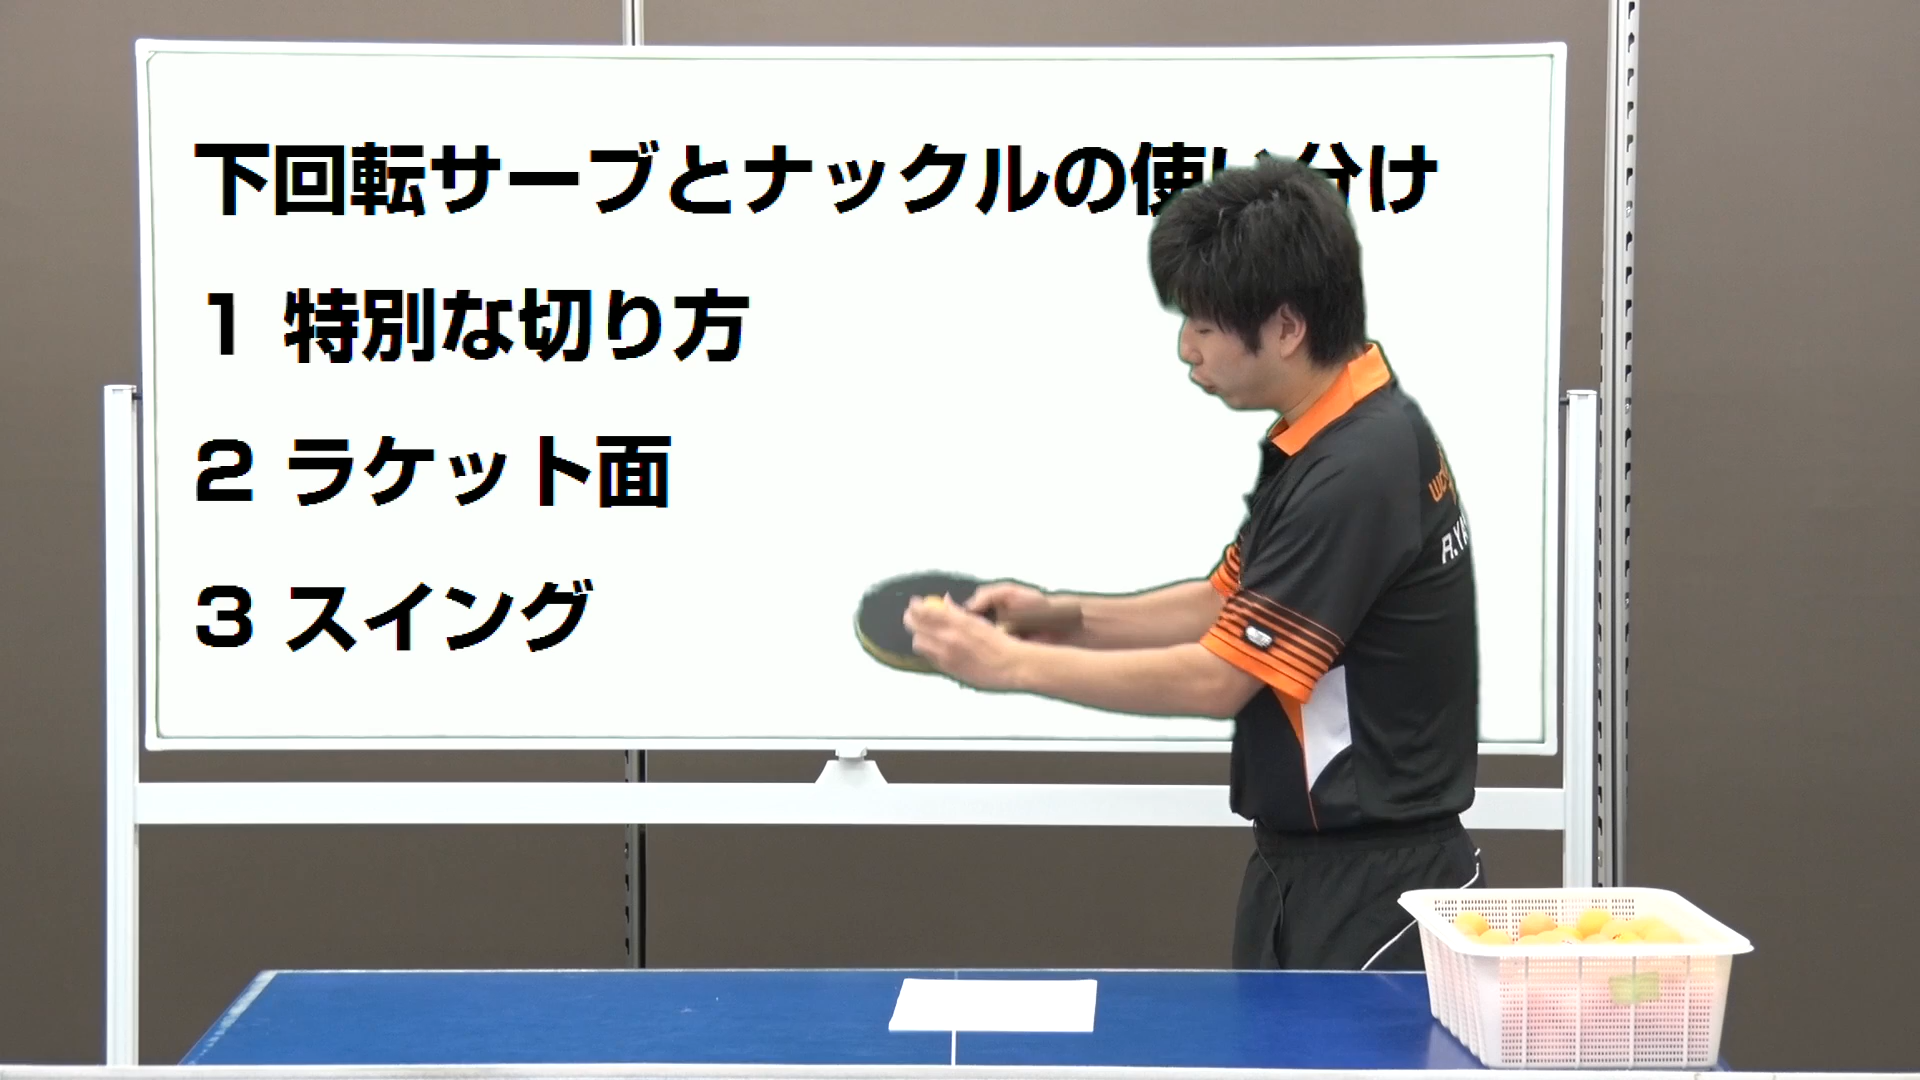 下回転サーブとナックルの使い分け
1 特別な切り方
2 ラケット面
3 スイング